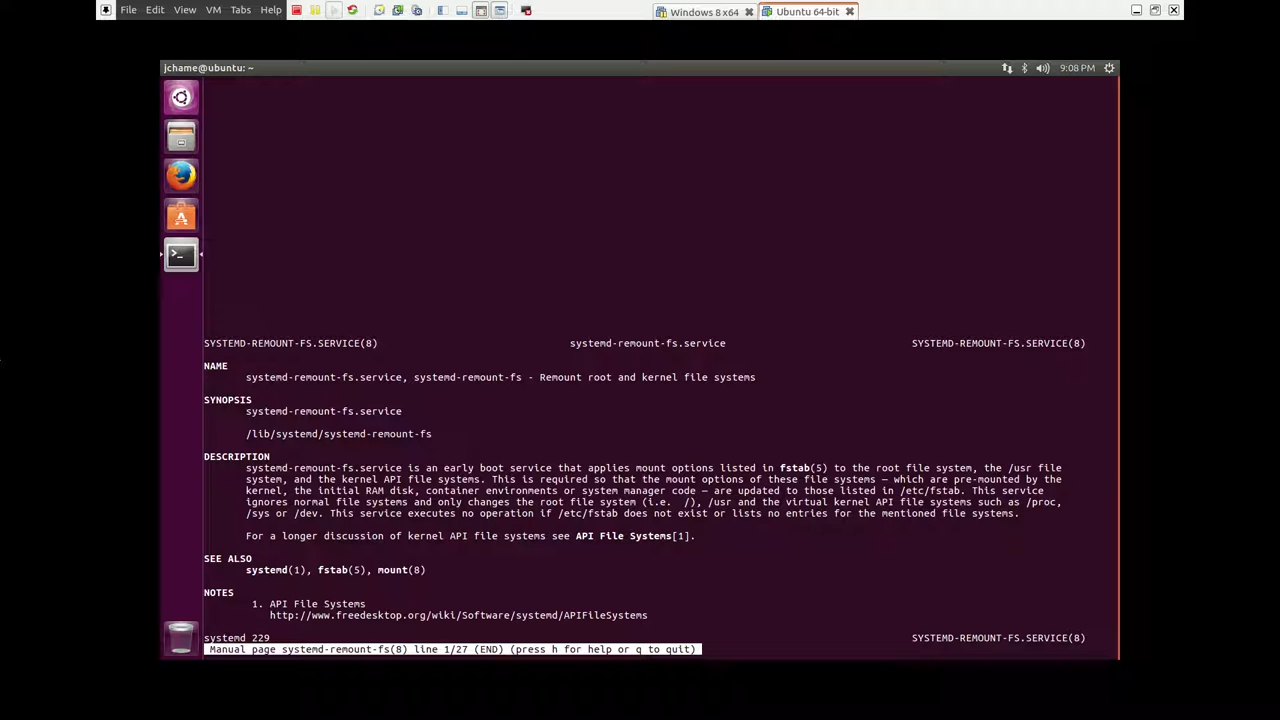 File Edit View VM Tabs Help
Windows 8 x64
Ubuntu 64-bit
jchame@ubuntu: ~
9:08 PM
SYSTEMD-REMOUNT-FS.SERVICE(8) systemd-remount-fs.service SYSTEMD-REMOUNT-FS.SERVICE(8)
NAME
systemd-remount-fs.service, systemd-remount-fs - Remount root and kernel file systems
SYNOPSIS
systemd-remount-fs.service
/lib/systemd/systemd-remount-fs
DESCRIPTION
systemd-remount-fs.service is an early boot service that applies mount options listed in fstab(5) to the root file system, the /usr file
system, and the kernel API file systems. This is required so that the mount options of these file systems — which are pre-mounted by the
kernel, the initial RAM disk, container environments or system manager code — are updated to those listed in /etc/fstab. This service
ignores normal file systems and only changes the root file system (i.e. /), /usr and the virtual kernel API file systems such as /proc,
/sys or /dev. This service executes no operation if /etc/fstab does not exist or lists no entries for the mentioned file systems.
For a longer discussion of kernel API file systems see API File Systems[1].
SEE ALSO
systemd(1), fstab(5), mount(8)
NOTES
1. API File Systems
http://www.freedesktop.org/wiki/Software/systemd/APIFileSystems
systemd 229 SYSTEMD-REMOUNT-FS.SERVICE(8)
Manual page systemd-remount-fs(8) line 1/27 (END) (press h for help or q to quit)